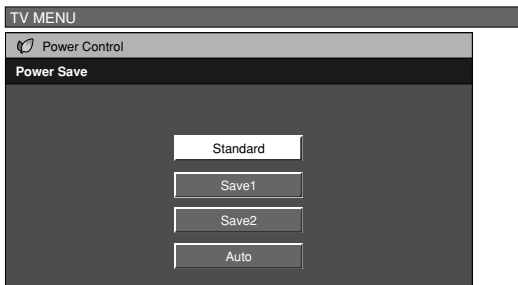 TV MENU
Power Control
Power Save
Standard
Save1
Save2
Auto